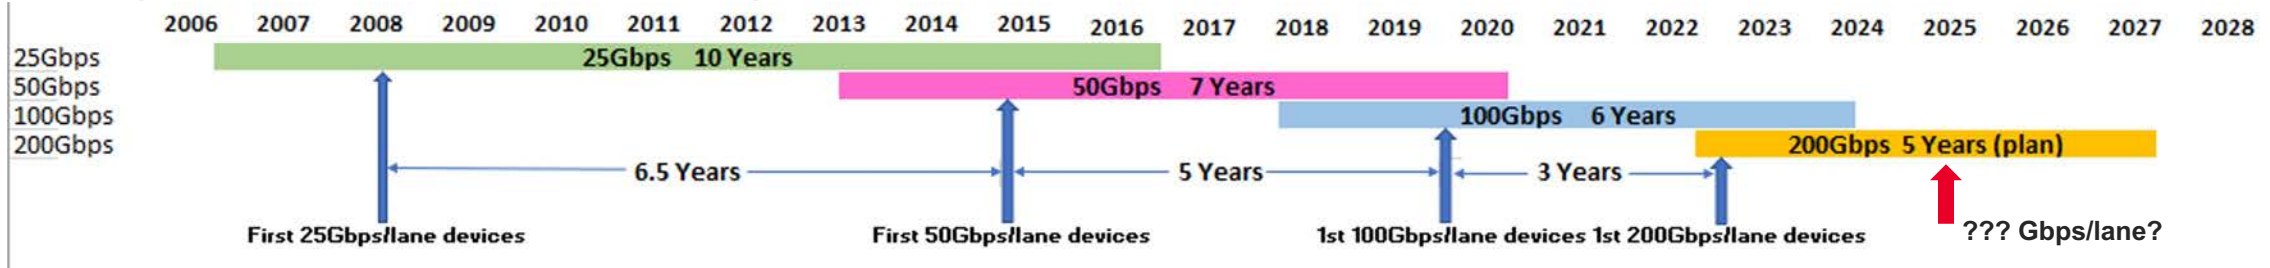 2006 2007 2008 2009 2010 2011 2012 2013 2014 2015 2016 2017 2018 2019 2020 2021 2022 2023 2024 2025 2026 2027 2028
25Gbps 25Gbps 10 Years
50Gbps 50Gbps 7 Years
100Gbps 100Gbps 6 Years
200Gbps 200Gbps 5 Years (plan)
6.5 Years 5 Years 3 Years
First 25Gbps/lane devices First 50Gbps/lane devices 1st 100Gbps/lane devices 1st 200Gbps/lane devices ??? Gbps/lane?